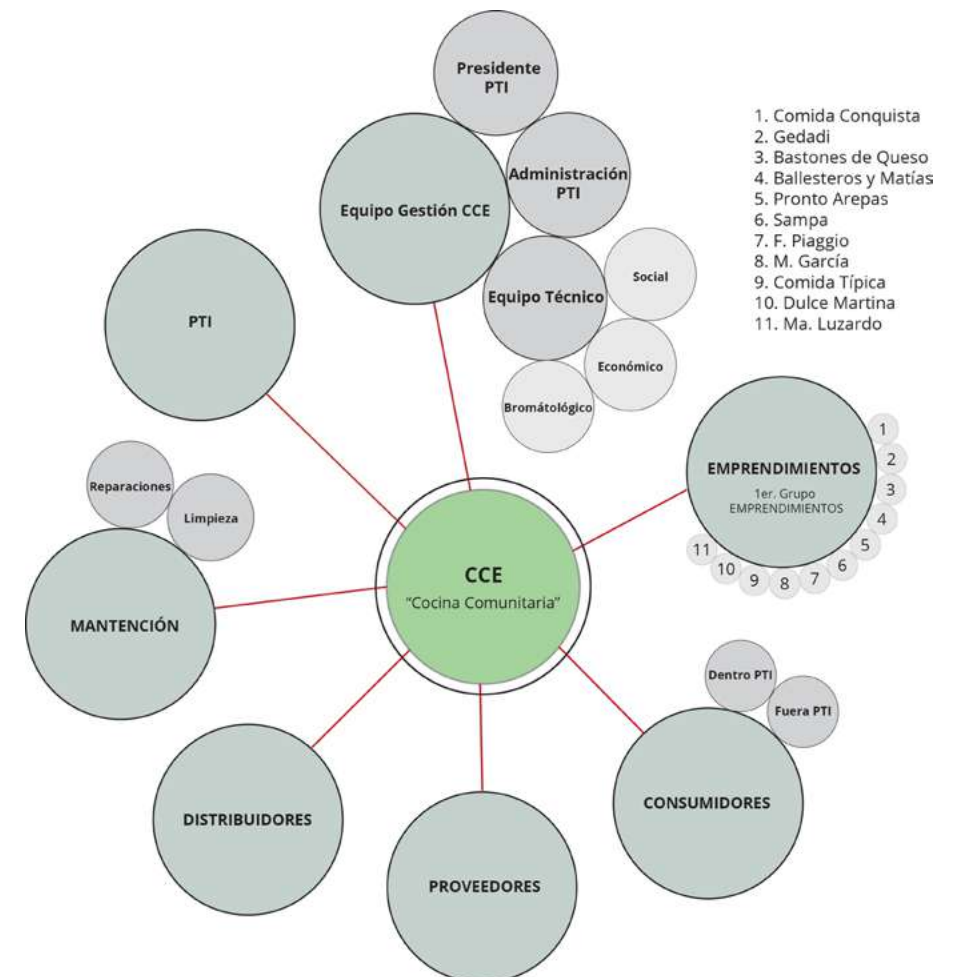 Presidente
PTI
Equipo Gestión CCE
Administración
PTI
Equipo Técnico
Social
Económico
Bromátológico
1. Comida Conquista
2. Gedadi
3. Bastones de Queso
4. Ballesteros y Matías
5. Pronto Arepas
6. Sampa
7. F. Piaggio
8. M. García
9. Comida Típica
10. Dulce Martina
11. Ma. Luzardo
PTI
EMPRENDIMIENTOS
1er. Grupo
EMPRENDIMIENTOS
1
2
3
4
5
6
7
8
9
10
11
Reparaciones
Limpieza
MANTENCIÓN
CCE
“Cocina Comunitaria”
Dentro PTI
Fuera PTI
CONSUMIDORES
DISTRIBUIDORES
PROVEEDORES